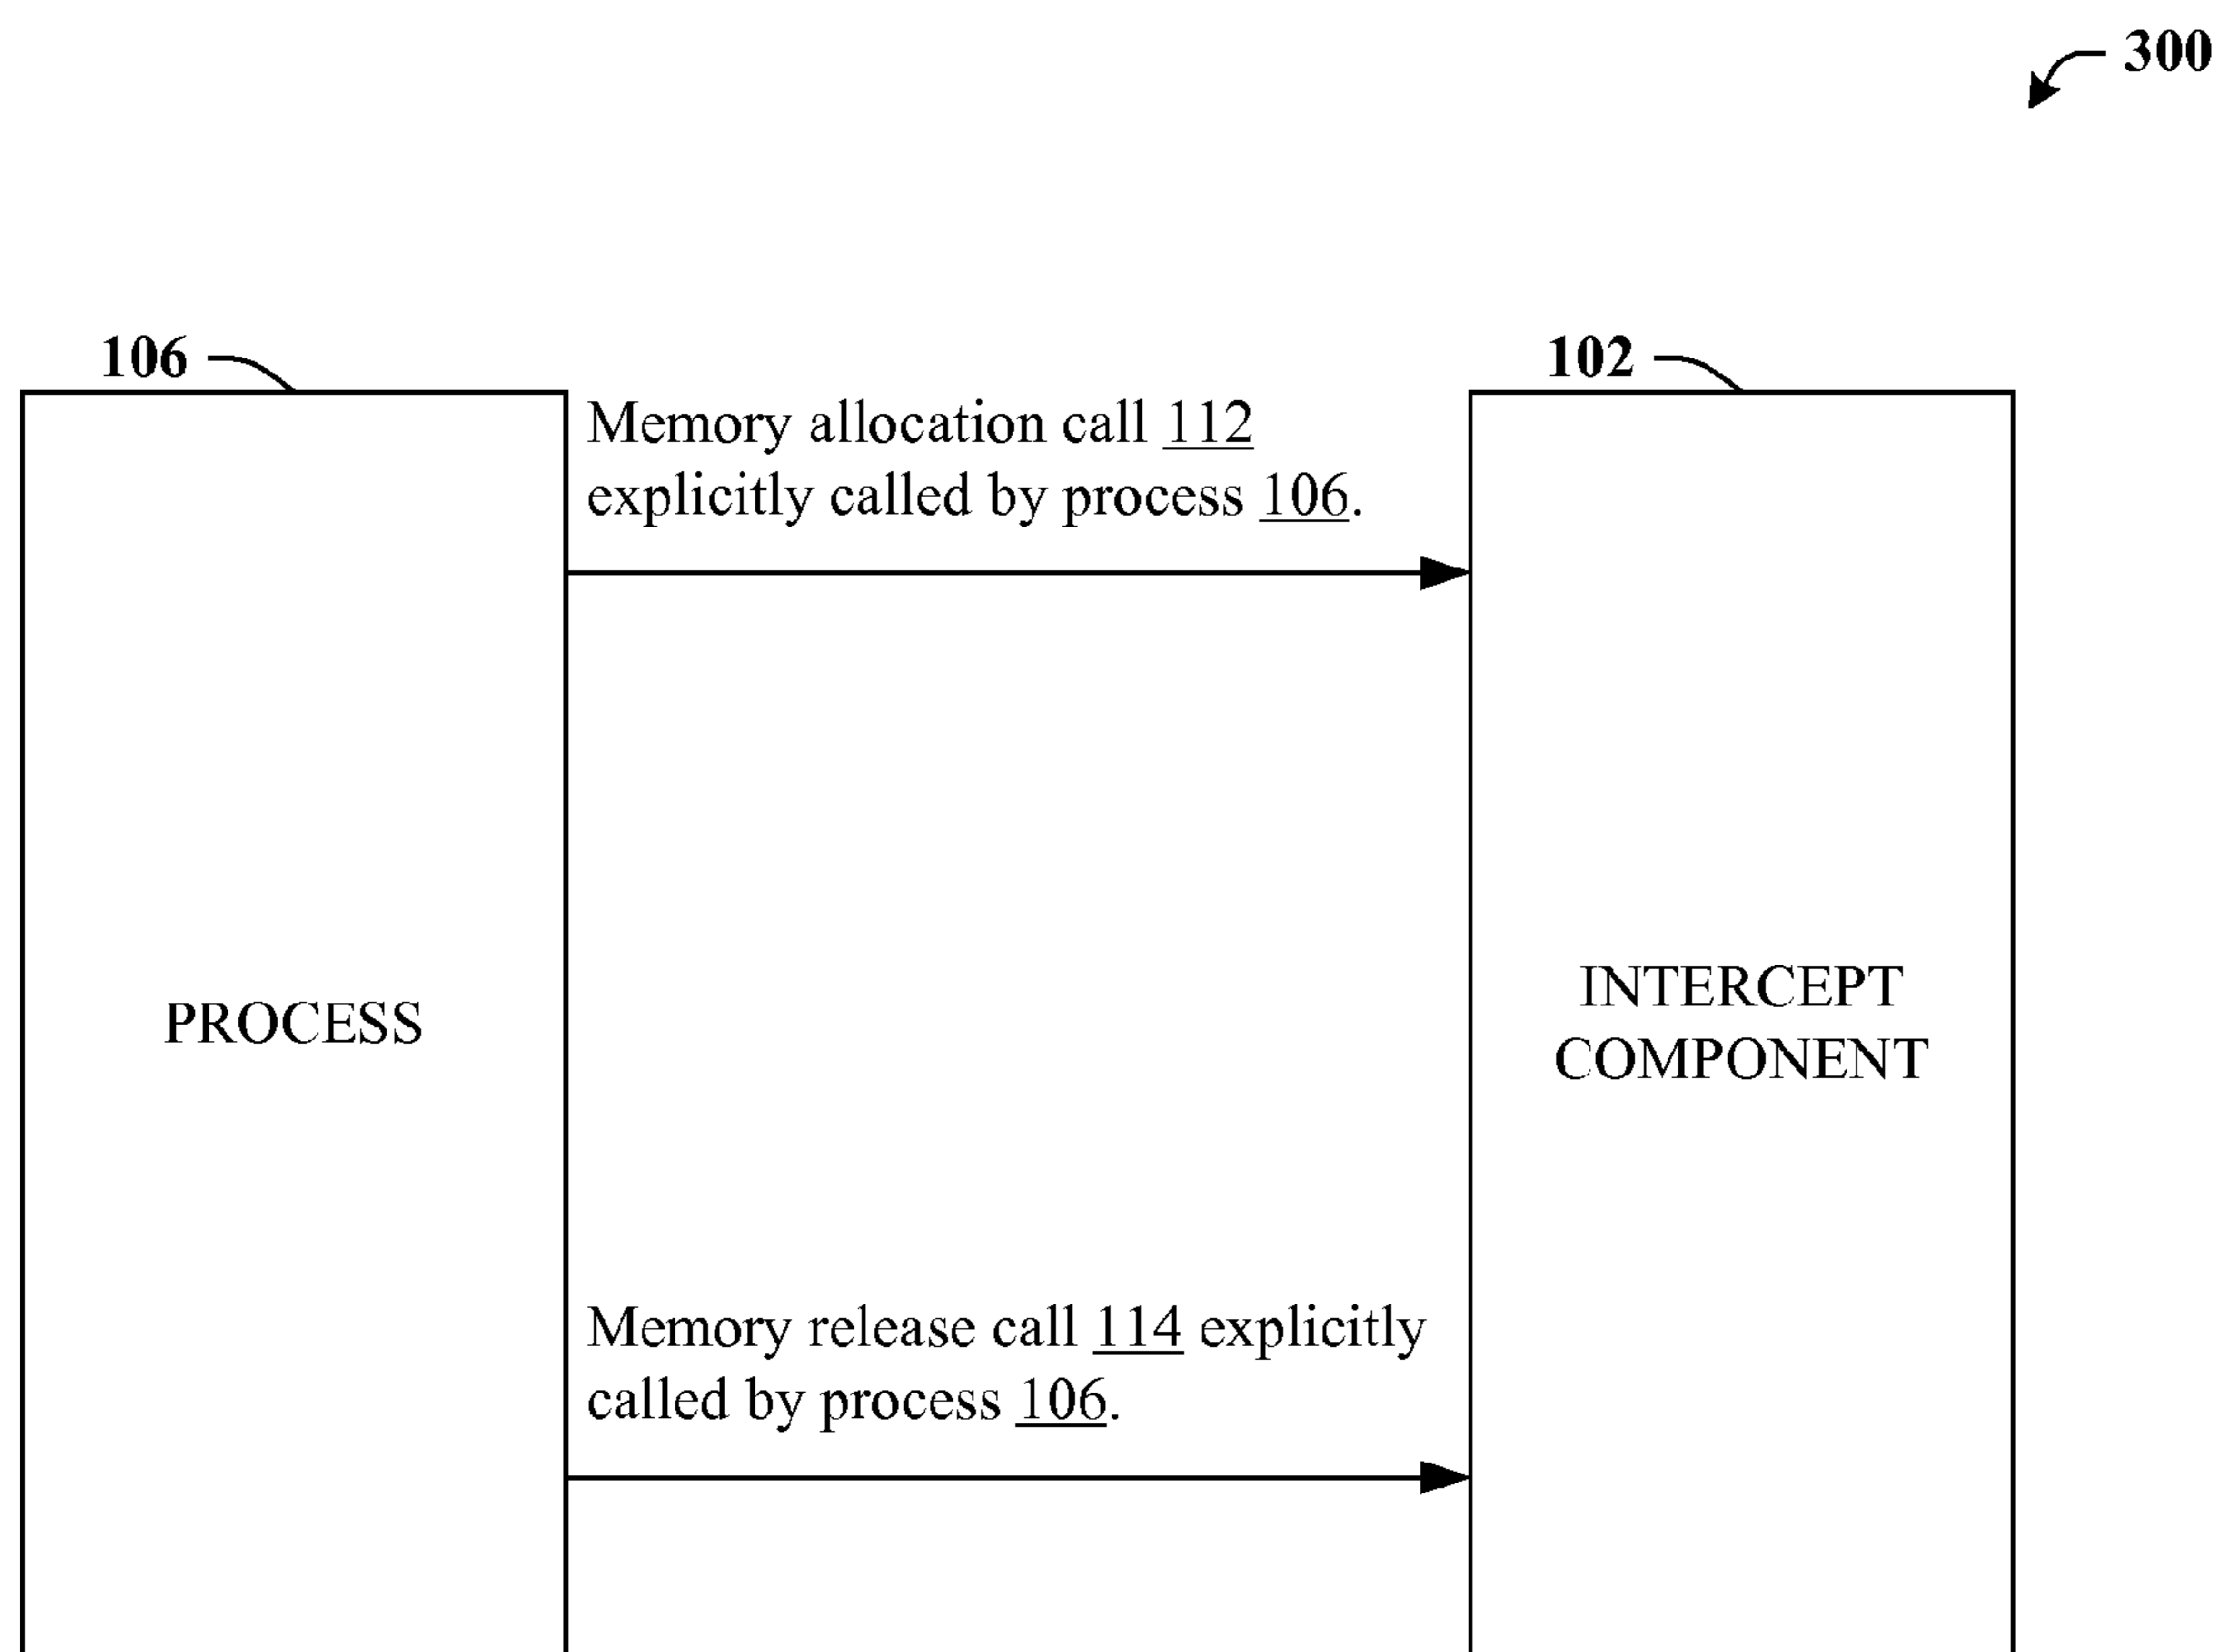 300
106
102
Memory allocation call 112
explicitly called by process 106.
PROCESS
INTERCEPT
COMPONENT
Memory release call 114 explicitly
called by process 106.